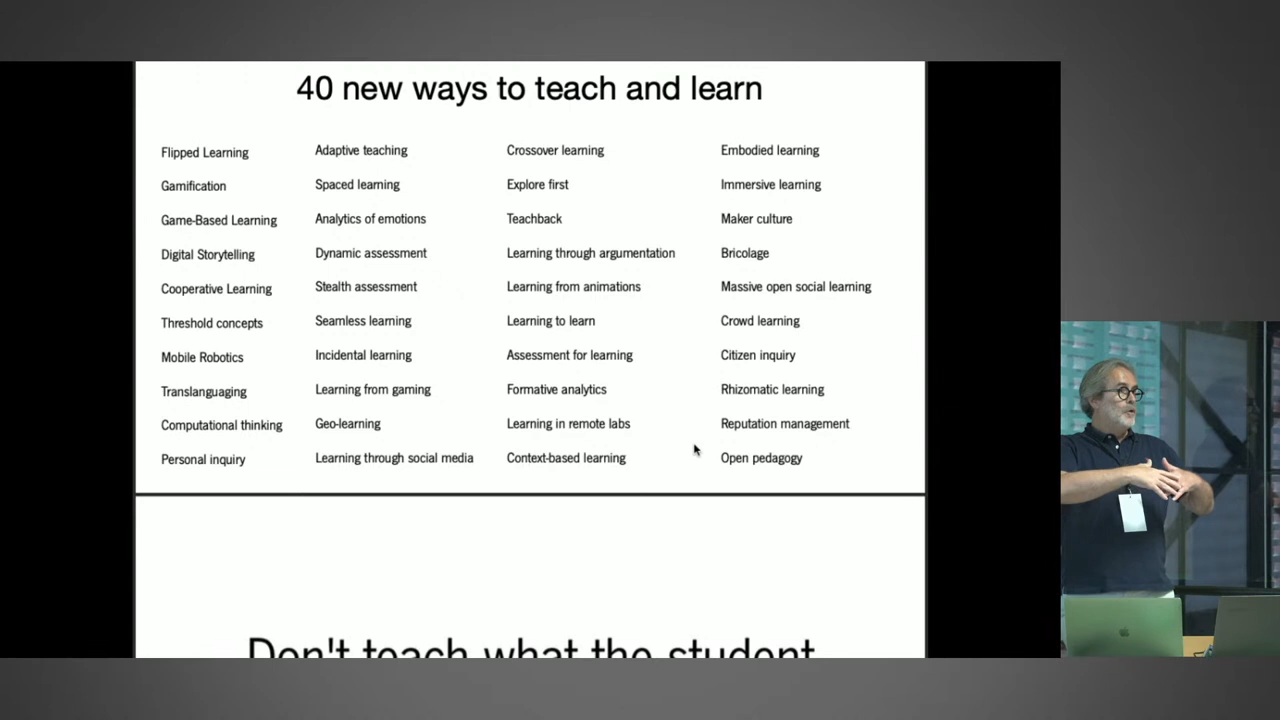 40 new ways to teach and learn
Flipped Learning
Gamification
Game-Based Learning
Digital Storytelling
Cooperative Learning
Threshold concepts
Mobile Robotics
Translanguaging
Computational thinking
Personal inquiry
Adaptive teaching
Spaced learning
Analytics of emotions
Dynamic assessment
Stealth assessment
Seamless learning
Incidental learning
Learning from gaming
Geo-learning
Learning through social media
Crossover learning
Explore first
Teachback
Learning through argumentation
Learning from animations
Learning to learn
Assessment for learning
Formative analytics
Learning in remote labs
Context-based learning
Embodied learning
Immersive learning
Maker culture
Bricolage
Massive open social learning
Crowd learning
Citizen inquiry
Rhizomatic learning
Reputation management
Open pedagogy
Don't teach what the student